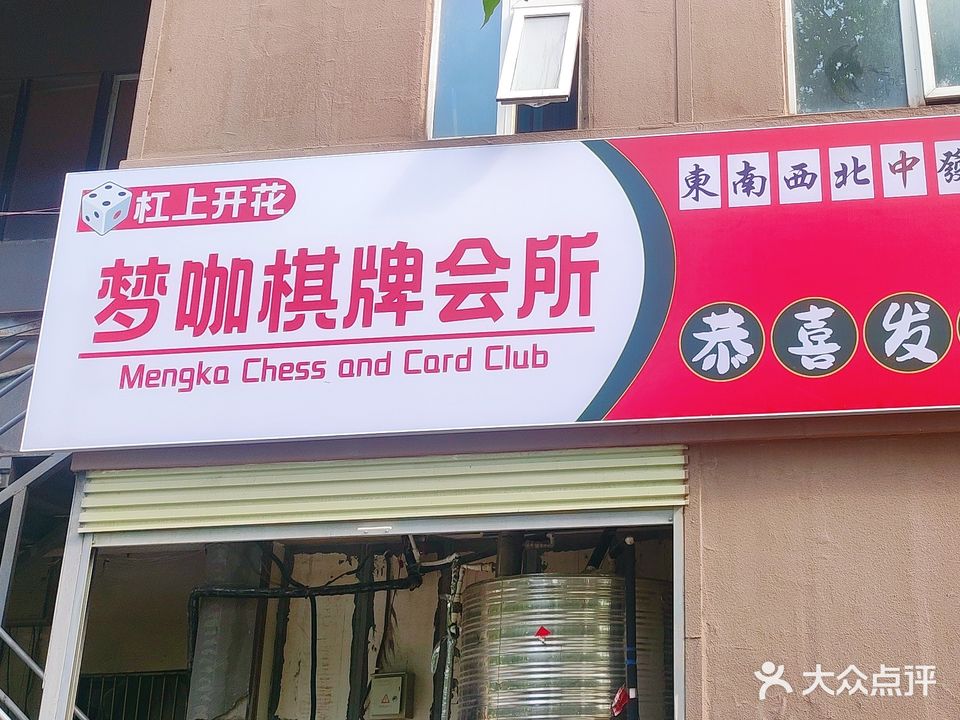 杠上开花
梦咖棋牌会所
Mengka Chess and Card Club
東南西北中發
恭喜发
大众点评